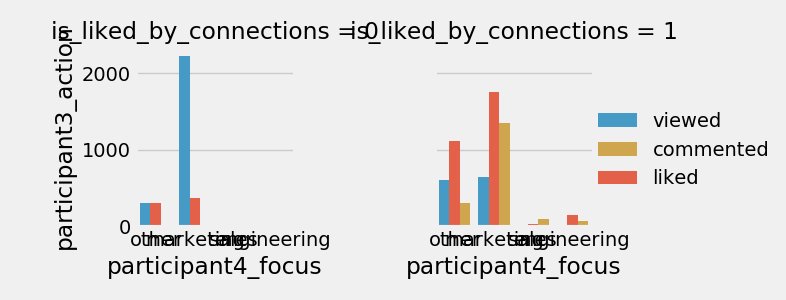 is_liked_by_connections = 0
is_liked_by_connections = 1
participant3_action
2000
1000
0
other
marketing
sales
engineering
other
marketing
sales
engineering
participant4_focus
participant4_focus
viewed
commented
liked